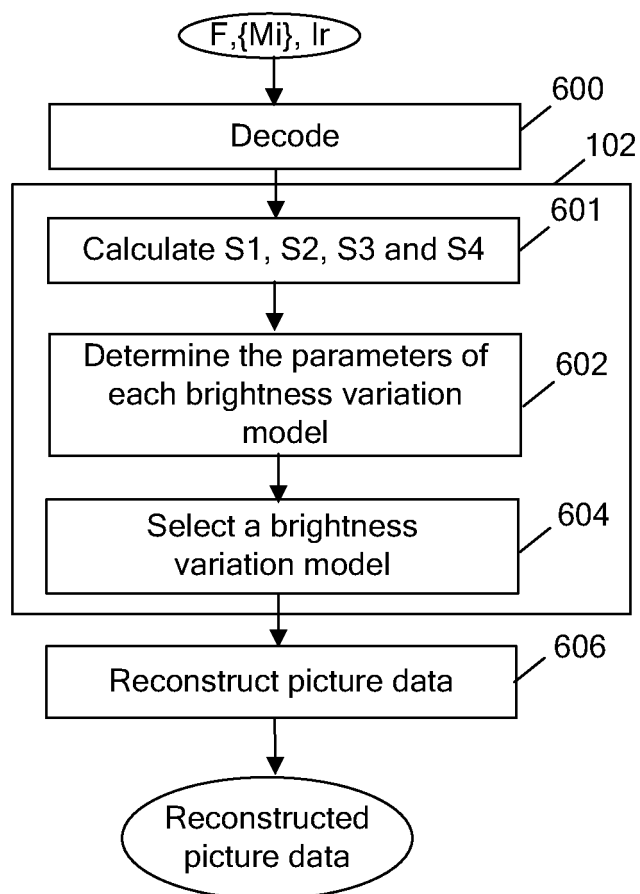 F,{Mi}, Ir
600
Decode
102
601
Calculate S1, S2, S3 and S4
Determine the parameters of
each brightness variation
model
602
Select a brightness
variation model
604
606
Reconstruct picture data
Reconstructed
picture data